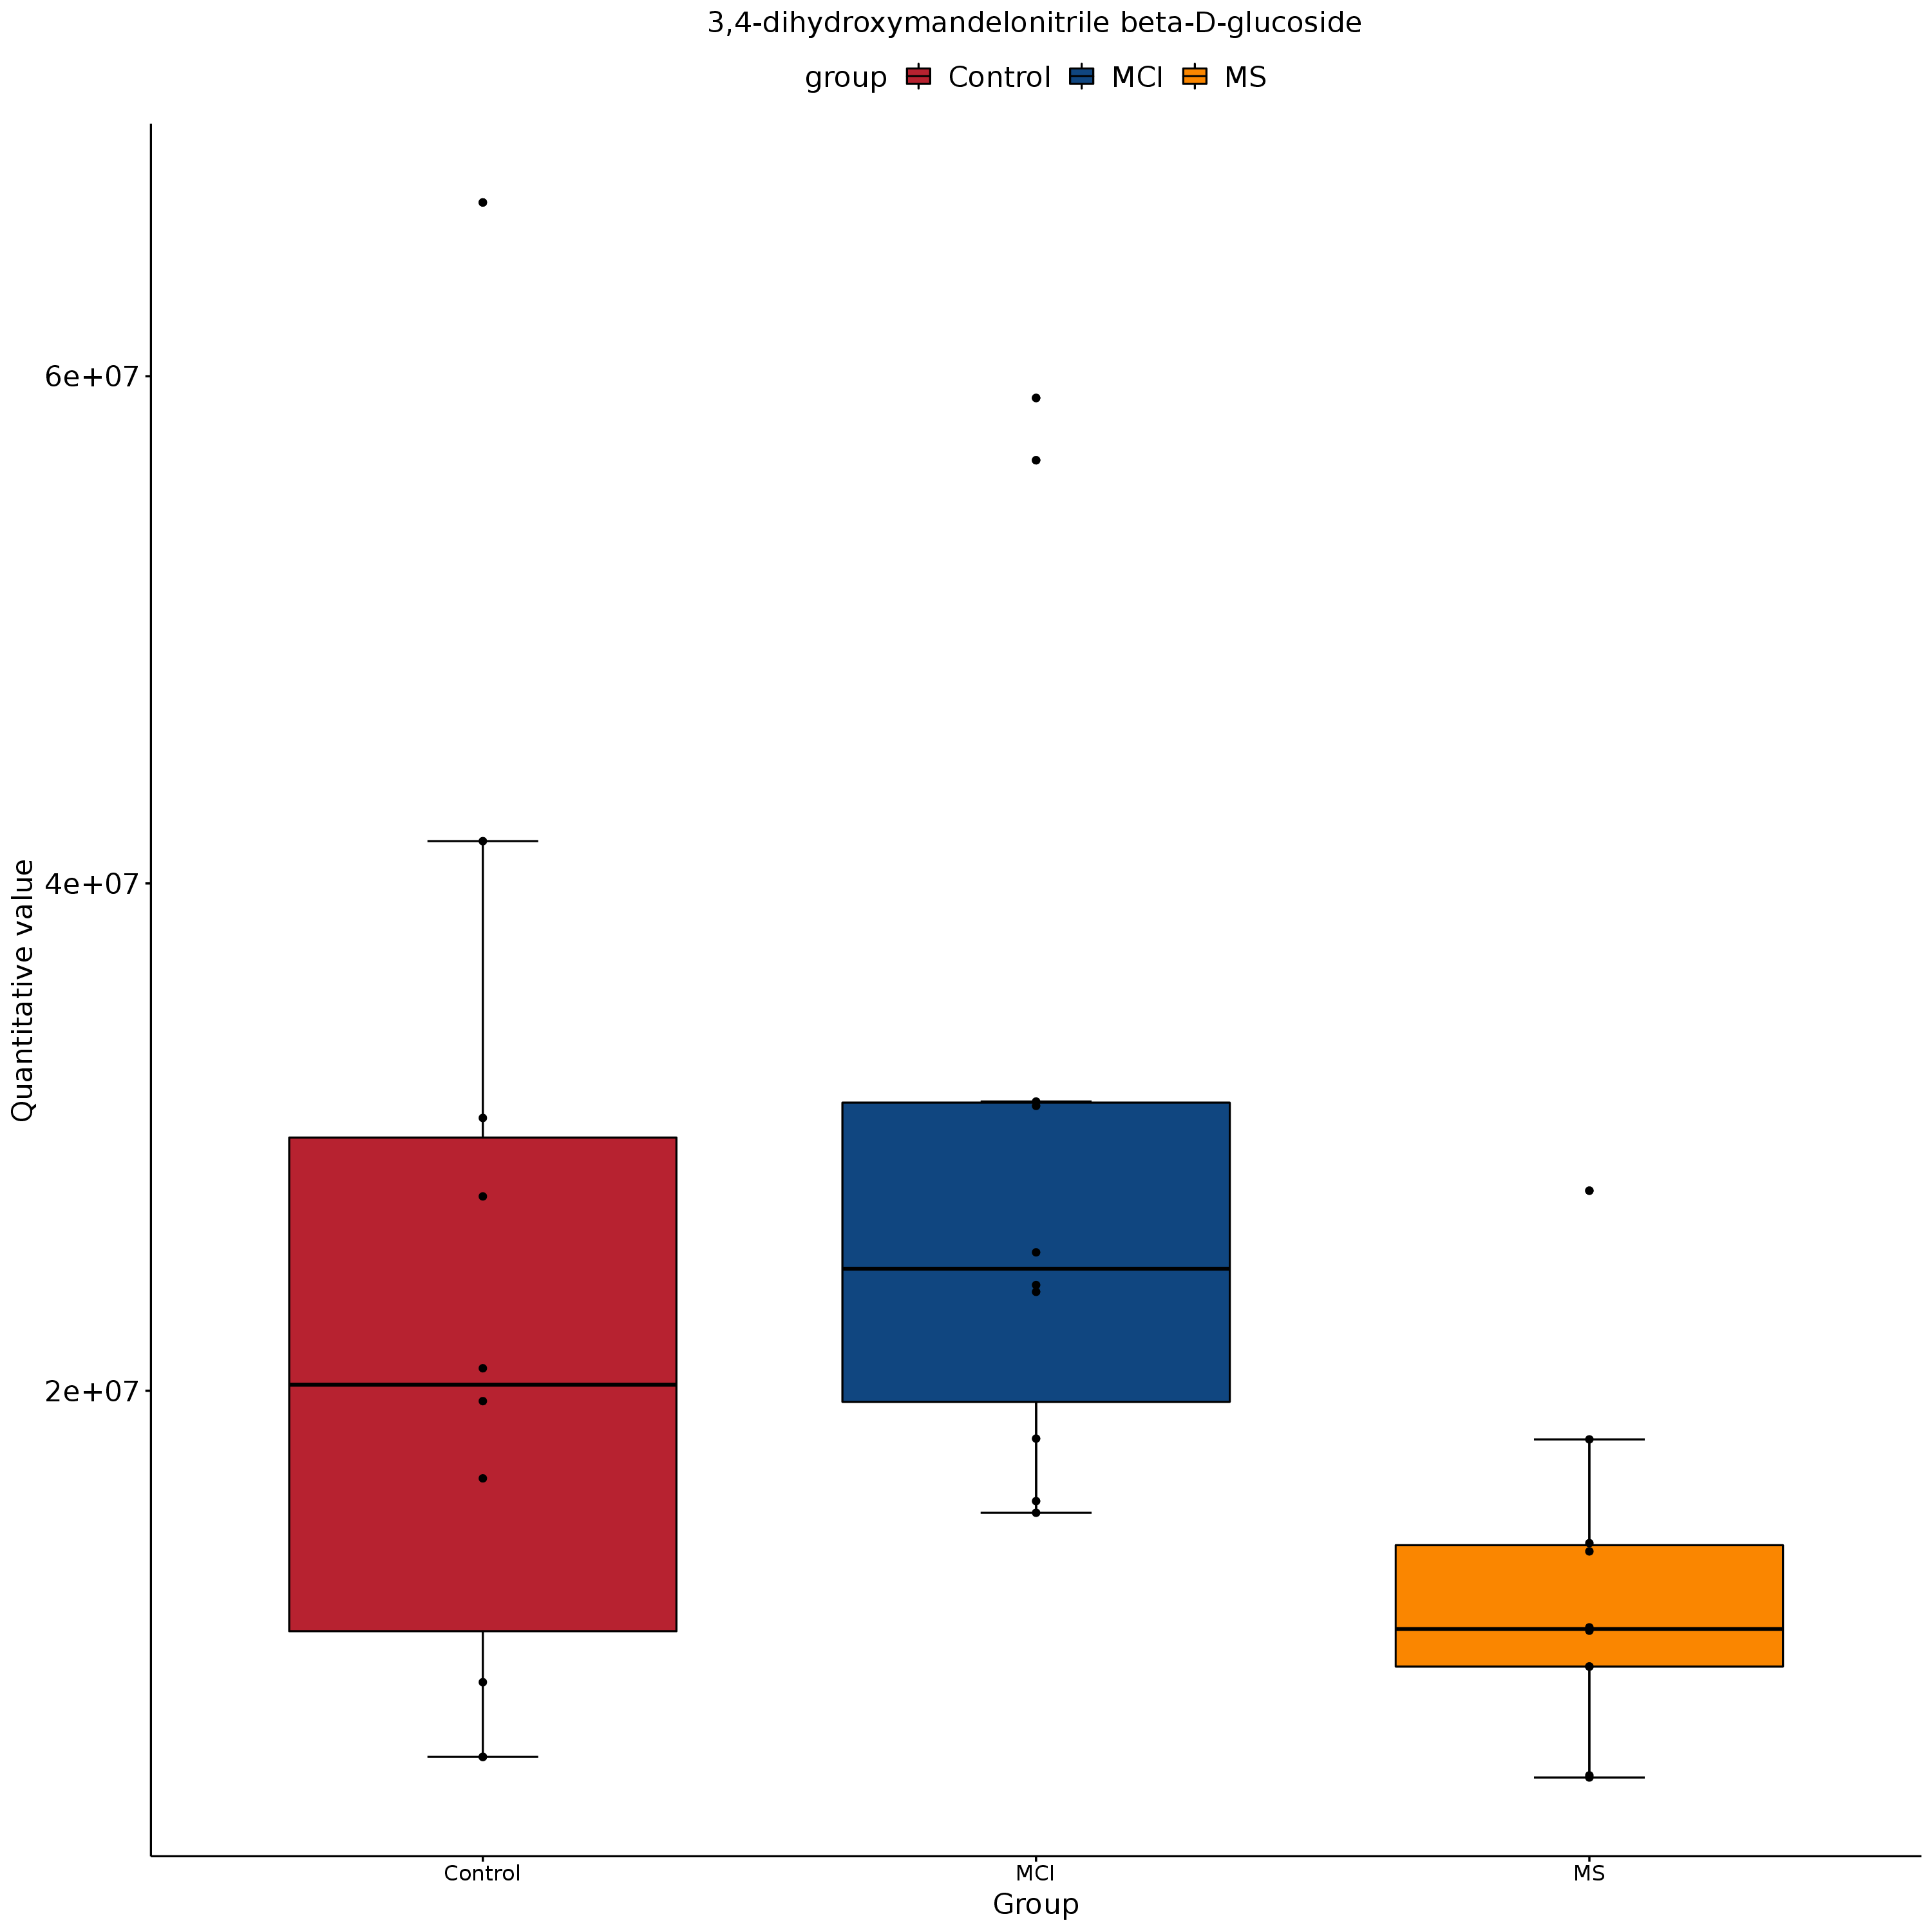 3,4-dihydroxymandelonitrile beta-D-glucoside
group Control MCI MS
6e+07
4e+07
2e+07
Quantitative value
Control MCI MS
Group